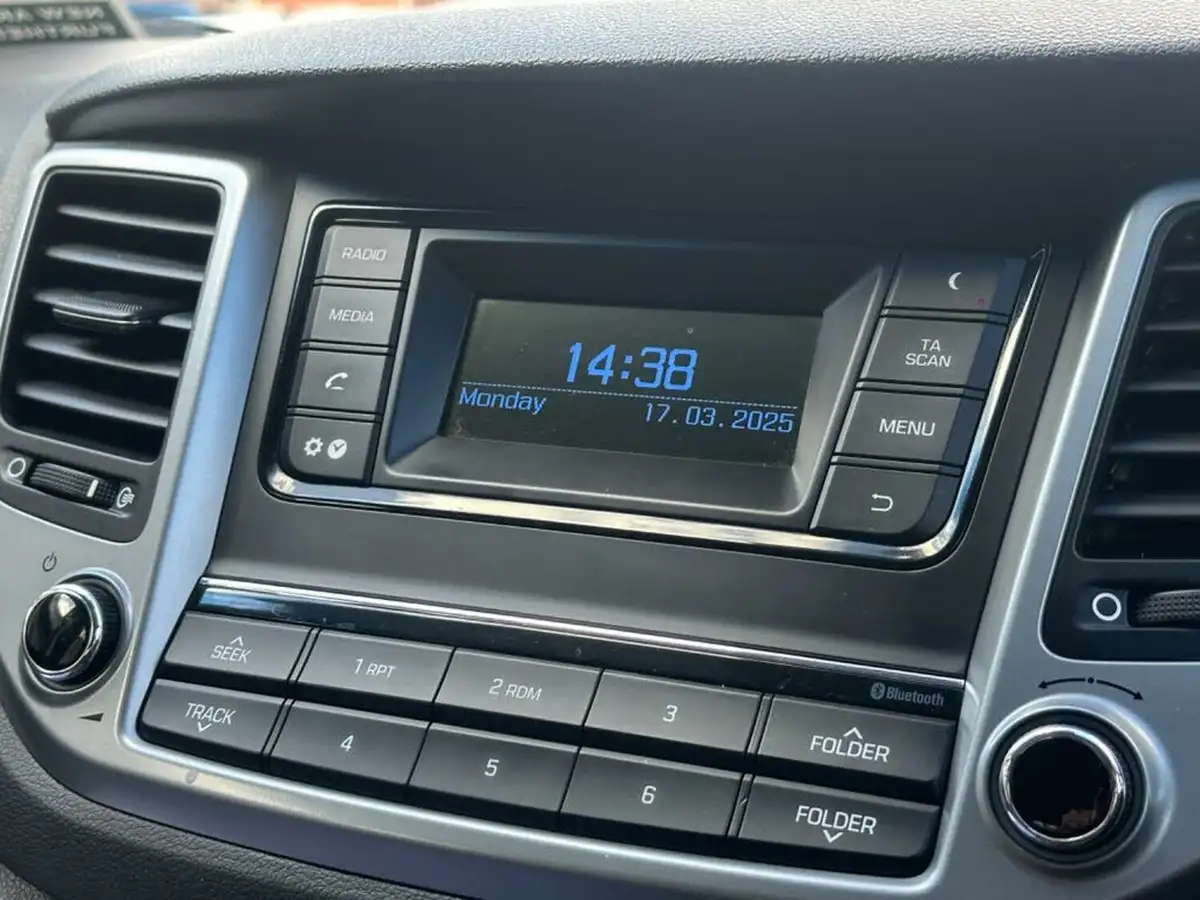 RADIO
MEDIA
14:38
Monday 17.03.2025
TA
SCAN
MENU
Bluetooth
SEEK
1 RPT
2 RDM
3
FOLDER
TRACK
4
5
6
FOLDER